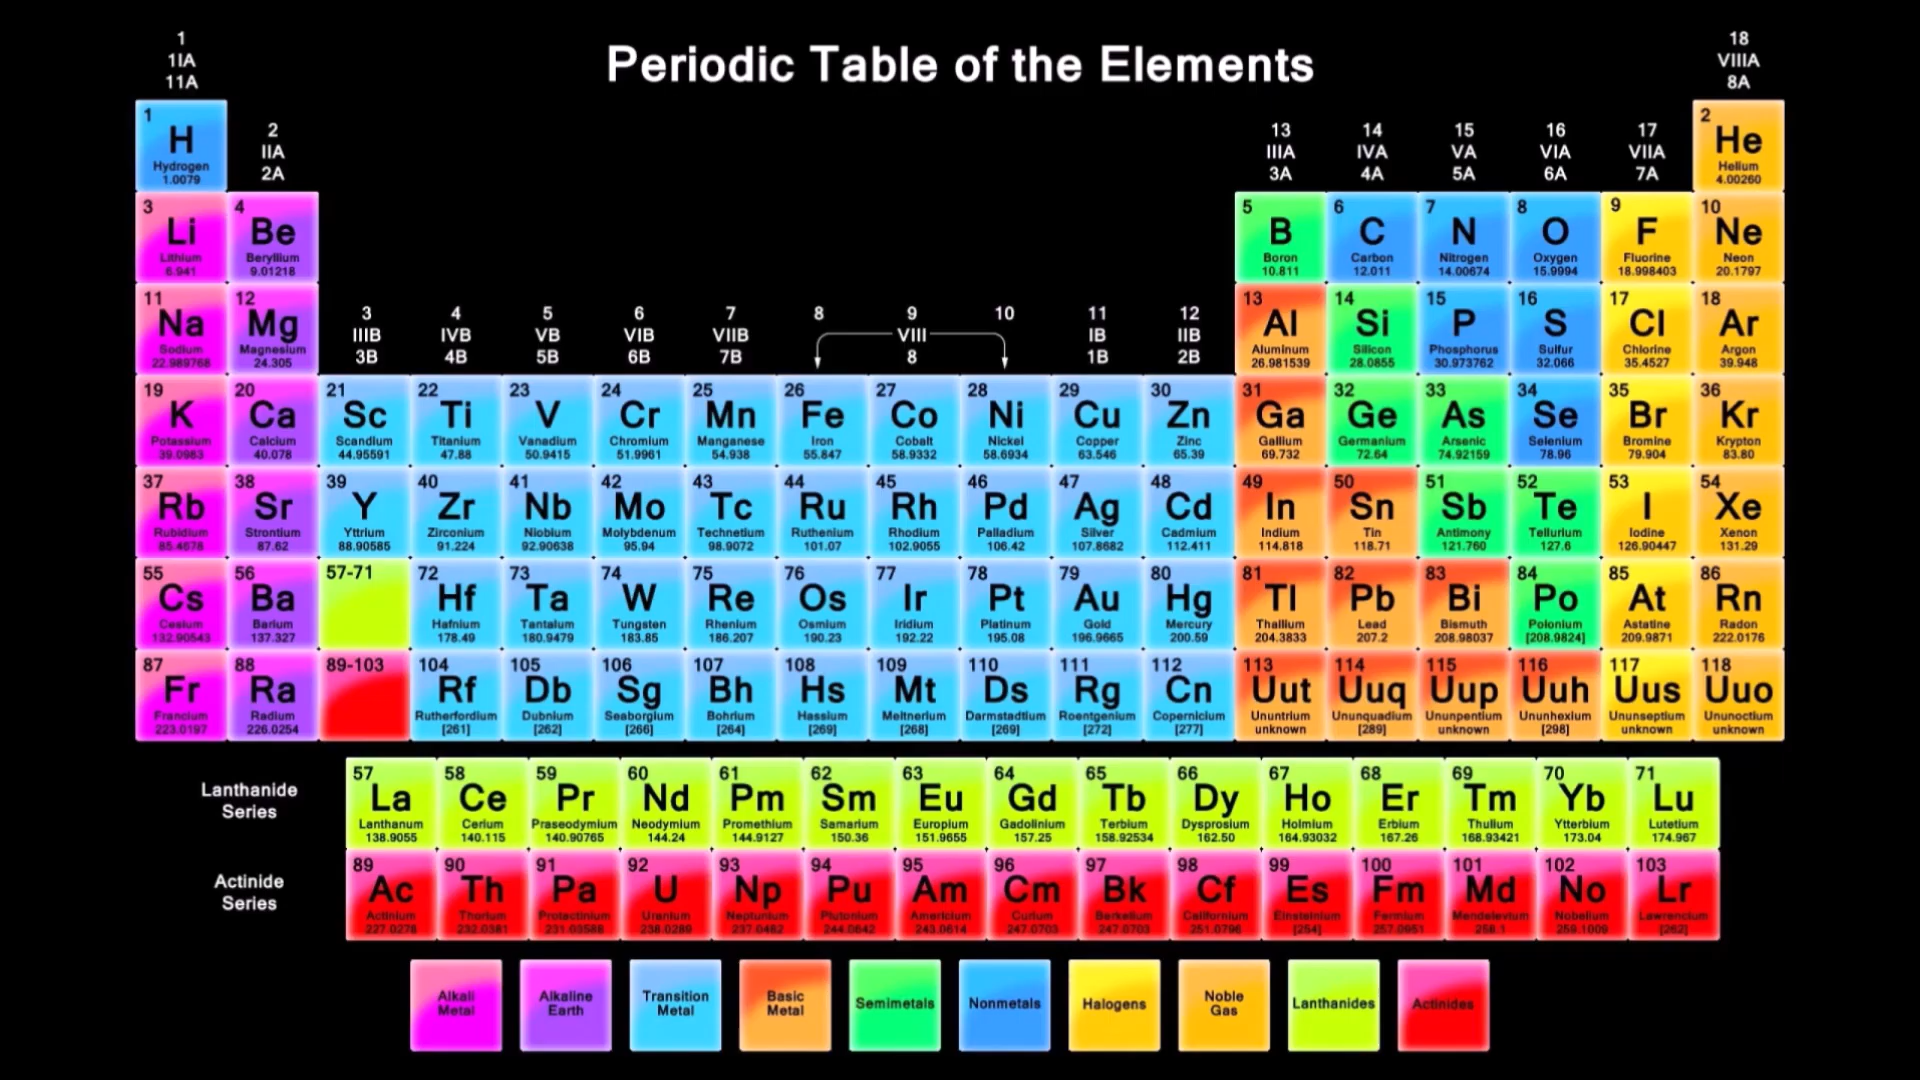 Periodic Table of the Elements
1
1IA
11A
18
VIIIA
8A
1
H
Hydrogen
1.0079
2
IIA
2A
13
IIIA
3A
14
IVA
4A
15
VA
5A
16
VIA
6A
17
VIIA
7A
2
He
Helium
4.00260
3
Li
Lithium
6.941
4
Be
Beryllium
9.01218
5
B
Boron
10.811
6
C
Carbon
12.011
7
N
Nitrogen
14.00674
8
O
Oxygen
15.9994
9
F
Fluorine
18.998403
10
Ne
Neon
20.1797
11
Na
Sodium
22.989768
12
Mg
Magnesium
24.305
3
IIIB
3B
4
IVB
4B
5
VB
5B
6
VIB
6B
7
VIIB
7B
8
9
VIII
8
10
11
IB
1B
12
IIB
2B
13
Al
Aluminum
26.981539
14
Si
Silicon
28.0855
15
P
Phosphorus
30.973762
16
S
Sulfur
32.066
17
Cl
Chlorine
35.4527
18
Ar
Argon
39.948
19
K
Potassium
39.0983
20
Ca
Calcium
40.078
21
Sc
Scandium
44.95591
22
Ti
Titanium
47.88
23
V
Vanadium
50.9415
24
Cr
Chromium
51.9961
25
Mn
Manganese
54.938
26
Fe
Iron
55.847
27
Co
Cobalt
58.9332
28
Ni
Nickel
58.6934
29
Cu
Copper
63.546
30
Zn
Zinc
65.39
31
Ga
Gallium
69.732
32
Ge
Germanium
72.64
33
As
Arsenic
74.92159
34
Se
Selenium
78.96
35
Br
Bromine
79.904
36
Kr
Krypton
83.80
37
Rb
Rubidium
85.4678
38
Sr
Strontium
87.62
39
Y
Yttrium
88.90585
40
Zr
Zirconium
91.224
41
Nb
Niobium
92.90638
42
Mo
Molybdenum
95.94
43
Tc
Technetium
98.9072
44
Ru
Ruthenium
101.07
45
Rh
Rhodium
102.9055
46
Pd
Palladium
106.42
47
Ag
Silver
107.8682
48
Cd
Cadmium
112.411
49
In
Indium
114.818
50
Sn
Tin
118.71
51
Sb
Antimony
121.760
52
Te
Tellurium
127.6
53
I
Iodine
126.90447
54
Xe
Xenon
131.29
55
Cs
Cesium
132.90543
56
Ba
Barium
137.327
57-71
72
Hf
Hafnium
178.49
73
Ta
Tantalum
180.9479
74
W
Tungsten
183.85
75
Re
Rhenium
186.207
76
Os
Osmium
190.23
77
Ir
Iridium
192.22
78
Pt
Platinum
195.08
79
Au
Gold
196.9665
80
Hg
Mercury
200.59
81
Tl
Thallium
204.3833
82
Pb
Lead
207.2
83
Bi
Bismuth
208.98037
84
Po
Polonium
[208.9824]
85
At
Astatine
209.9871
86
Rn
Radon
222.0176
87
Fr
Francium
223.0197
88
Ra
Radium
226.0254
89-103
104
Rf
Rutherfordium
[261]
105
Db
Dubnium
[262]
106
Sg
Seaborgium
[266]
107
Bh
Bohrium
[264]
108
Hs
Hassium
[269]
109
Mt
Meitnerium
[268]
110
Ds
Darmstadtium
[269]
111
Rg
Roentgenium
[272]
112
Cn
Copernicium
[277]
113
Uut
Ununtrium
unknown
114
Uuq
Ununquadium
[289]
115
Uup
Ununpentium
unknown
116
Uuh
Ununhexium
[298]
117
Uus
Ununseptium
unknown
118
Uuo
Ununoctium
unknown
Lanthanide
Series
57
La
Lanthanum
138.9055
58
Ce
Cerium
140.115
59
Pr
Praseodymium
140.90765
60
Nd
Neodymium
144.24
61
Pm
Promethium
144.9127
62
Sm
Samarium
150.36
63
Eu
Europium
151.9655
64
Gd
Gadolinium
157.25
65
Tb
Terbium
158.92534
66
Dy
Dysprosium
162.50
67
Ho
Holmium
164.93032
68
Er
Erbium
167.26
69
Tm
Thulium
168.93421
70
Yb
Ytterbium
173.04
71
Lu
Lutetium
174.967
Actinide
Series
89
Ac
Actinium
227.0278
90
Th
Thorium
232.0381
91
Pa
Protactinium
231.03588
92
U
Uranium
238.0289
93
Np
Neptunium
237.0482
94
Pu
Plutonium
244.0642
95
Am
Americium
243.0614
96
Cm
Curium
247.0703
97
Bk
Berkelium
247.0703
98
Cf
Californium
251.0796
99
Es
Einsteinium
[254]
100
Fm
Fermium
257.0951
101
Md
Mendelevium
258.1
102
No
Nobelium
259.1009
103
Lr
Lawrencium
[262]
Alkali
Metal
Alkaline
Earth
Transition
Metal
Basic
Metal
Semimetals
Nonmetals
Halogens
Noble
Gas
Lanthanides
Actinides